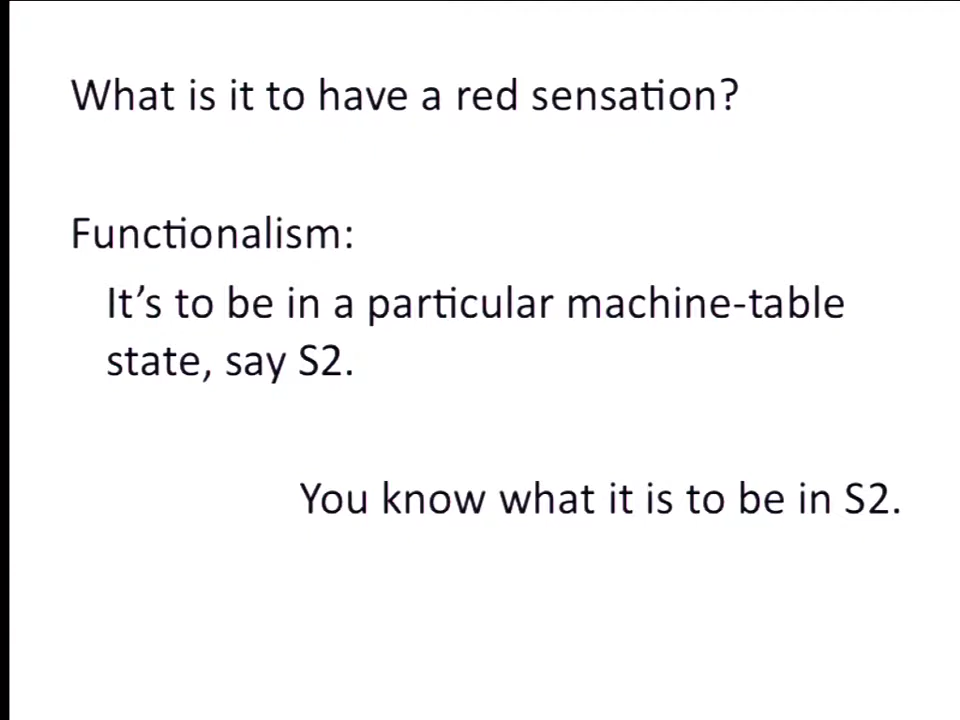 What is it to have a red sensation?
Functionalism:
It’s to be in a particular machine-table
state, say S2.
You know what it is to be in S2.